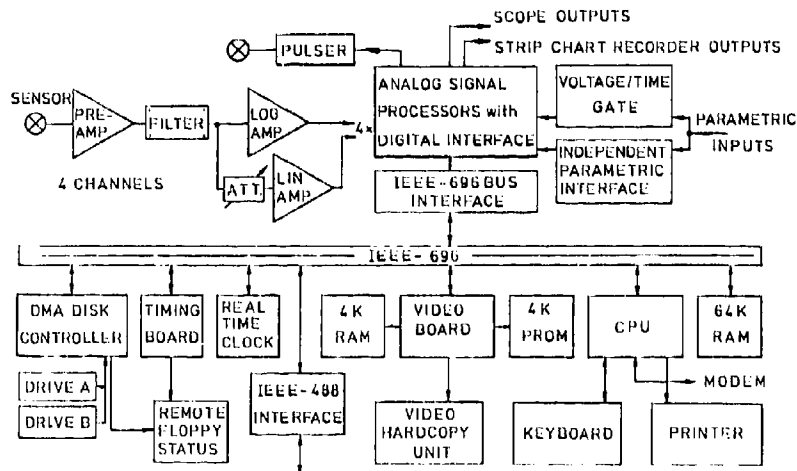 SCOPE OUTPUTS
PULSER
STRIP CHART RECORDER OUTPUTS
SENSOR
PRE-
AMP
FILTER
LOG
AMP
4x
ANALOG SIGNAL
PROCESSORS with
DIGITAL INTERFACE
VOLTAGE/TIME
GATE
PARAMETRIC
INPUTS
INDEPENDENT
PARAMETRIC
INTERFACE
4 CHANNELS
ATT.
LIN
AMP
IEEE-696 BUS
INTERFACE
IEEE-696
DMA DISK
CONTROLLER
TIMING
BOARD
REAL
TIME
CLOCK
4K
RAM
VIDEO
BOARD
4K
PROM
CPU
64K
RAM
DRIVE A
DRIVE B
REMOTE
FLOPPY
STATUS
IEEE-488
INTERFACE
VIDEO
HARDCOPY
UNIT
MODEM
KEYBOARD
PRINTER